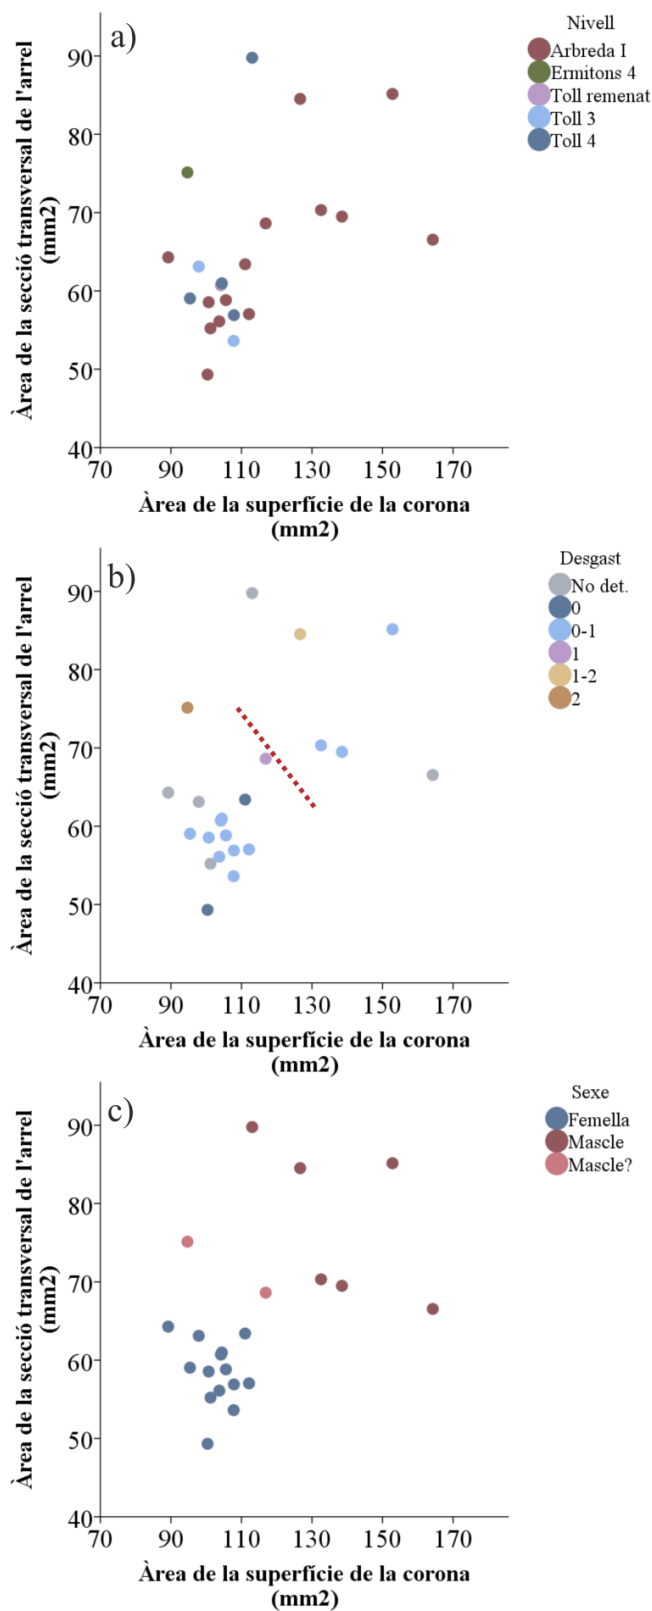 a)
Nivell
Arbreda I
Ermitons 4
Toll remenat
Toll 3
Toll 4
Àrea de la secció transversal de l'arrel
(mm2)
90
80
70
60
50
40
70 90 110 130 150 170
Àrea de la superfície de la corona
(mm2)
b)
Desgast
No det.
0
0-1
1
1-2
2
Àrea de la secció transversal de l'arrel
(mm2)
90
80
70
60
50
40
70 90 110 130 150 170
Àrea de la superfície de la corona
(mm2)
c)
Sexe
Femella
Mascle
Mascle?
Àrea de la secció transversal de l'arrel
(mm2)
90
80
70
60
50
40
70 90 110 130 150 170
Àrea de la superfície de la corona
(mm2)